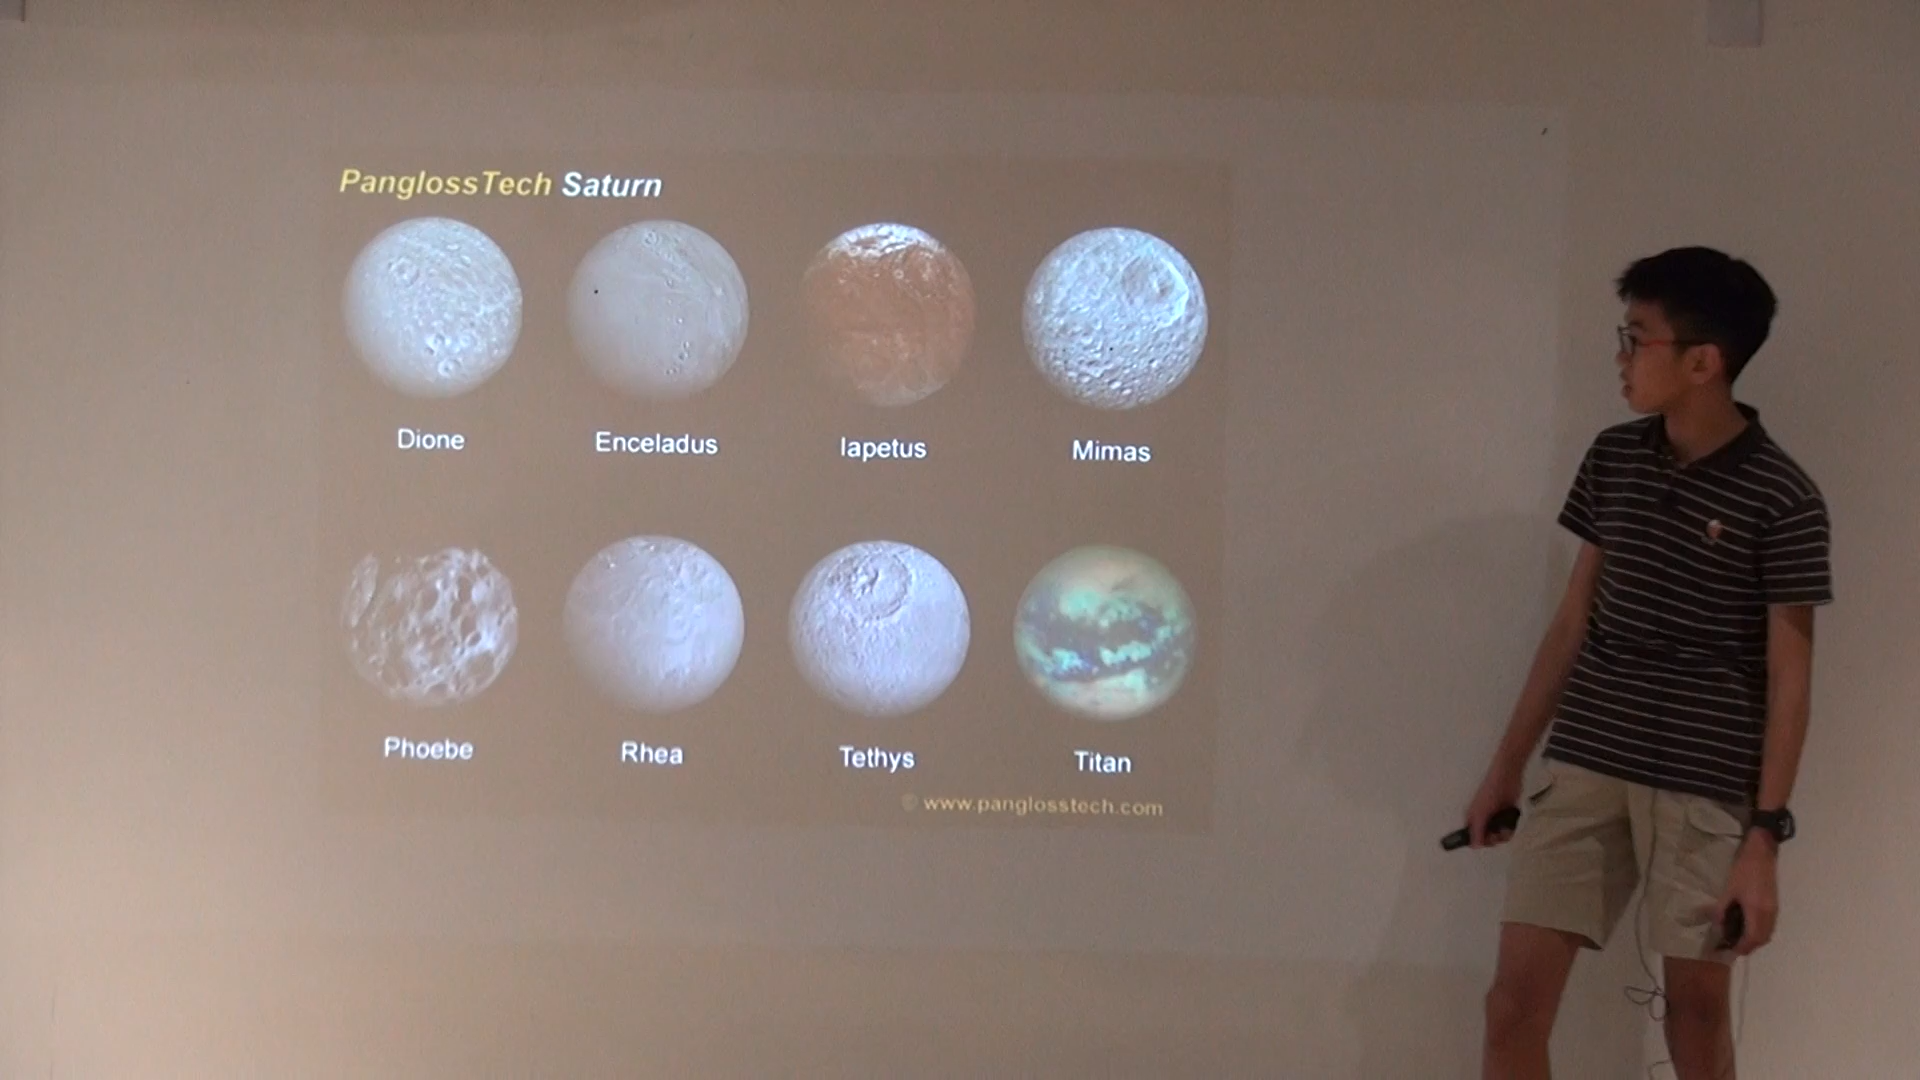 PanglossTech Saturn
Dione Enceladus Iapetus Mimas
Phoebe Rhea Tethys Titan
© www.panglosstech.com